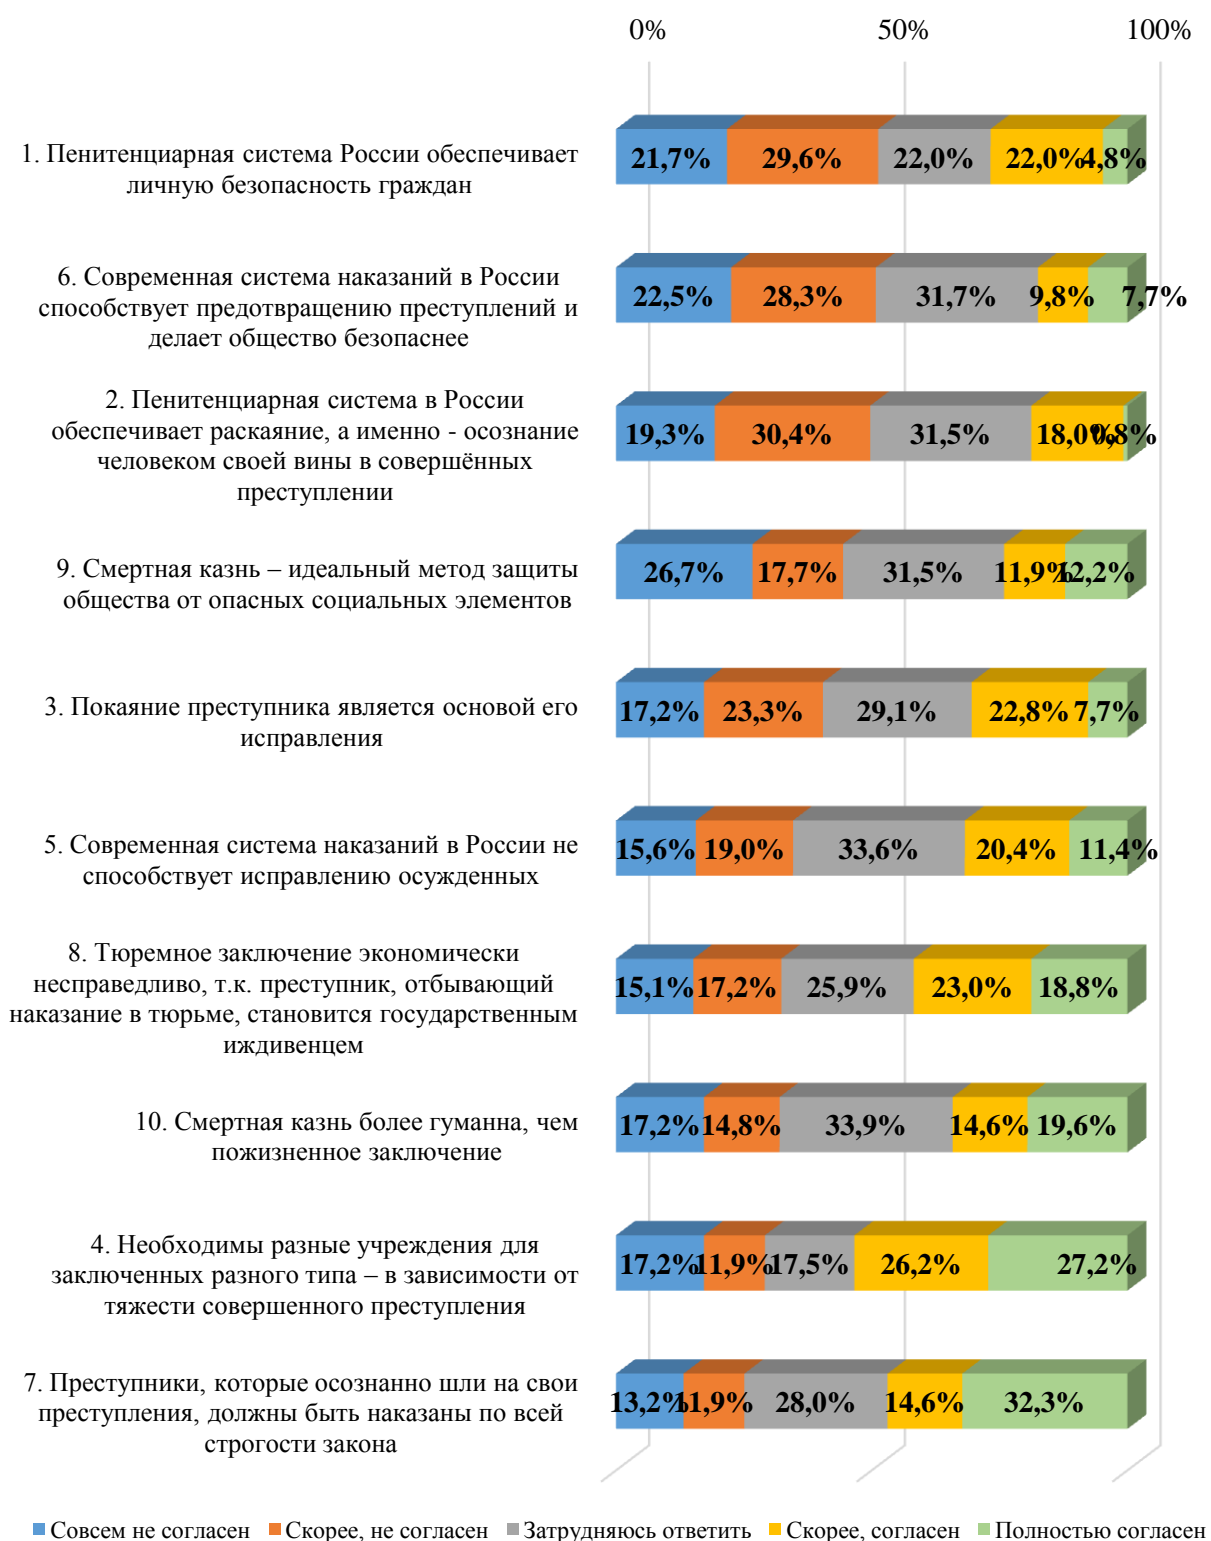 0% 50% 100%
1. Пенитенциарная система России обеспечивает
личную безопасность граждан
21,7% 29,6% 22,0% 22,0% 4,8%
6. Современная система наказаний в России
способствует предотвращению преступлений и
делает общество безопаснее
22,5% 28,3% 31,7% 9,8% 7,7%
2. Пенитенциарная система в России
обеспечивает раскаяние, а именно - осознание
человеком своей вины в совершённых
преступлении
19,3% 30,4% 31,5% 18,0% 0,8%
9. Смертная казнь – идеальный метод защиты
общества от опасных социальных элементов
26,7% 17,7% 31,5% 11,9% 12,2%
3. Покаяние преступника является основой его
исправления
17,2% 23,3% 29,1% 22,8% 7,7%
5. Современная система наказаний в России не
способствует исправлению осужденных
15,6% 19,0% 33,6% 20,4% 11,4%
8. Тюремное заключение экономически
несправедливо, т.к. преступник, отбывающий
наказание в тюрьме, становится государственным
иждивенцем
15,1% 17,2% 25,9% 23,0% 18,8%
10. Смертная казнь более гуманна, чем
пожизненное заключение
17,2% 14,8% 33,9% 14,6% 19,6%
4. Необходимы разные учреждения для
заключенных разного типа – в зависимости от
тяжести совершенного преступления
17,2% 11,9% 17,5% 26,2% 27,2%
7. Преступники, которые осознанно шли на свои
преступления, должны быть наказаны по всей
строгости закона
13,2% 11,9% 28,0% 14,6% 32,3%
Совсем не согласен Скорее, не согласен Затрудняюсь ответить Скорее, согласен Полностью согласен